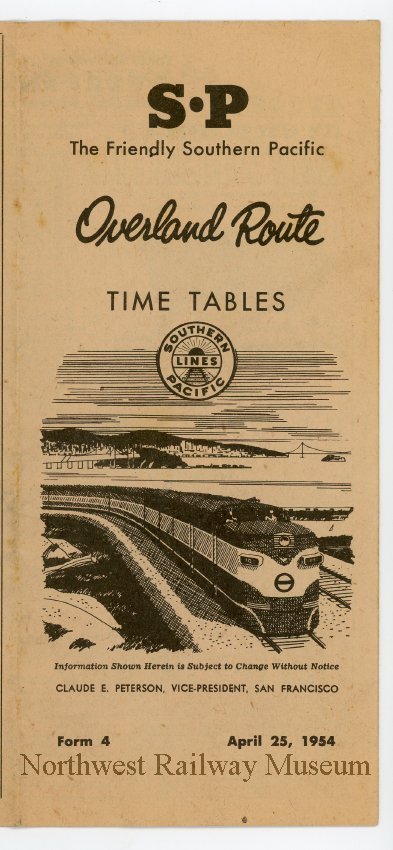 S·P
The Friendly Southern Pacific
Overland Route
TIME TABLES
SOUTHERN
LINES
PACIFIC
Information Shown Herein is Subject to Change Without Notice
CLAUDE E. PETERSON, VICE-PRESIDENT, SAN FRANCISCO
Form 4 April 25, 1954
Northwest Railway Museum